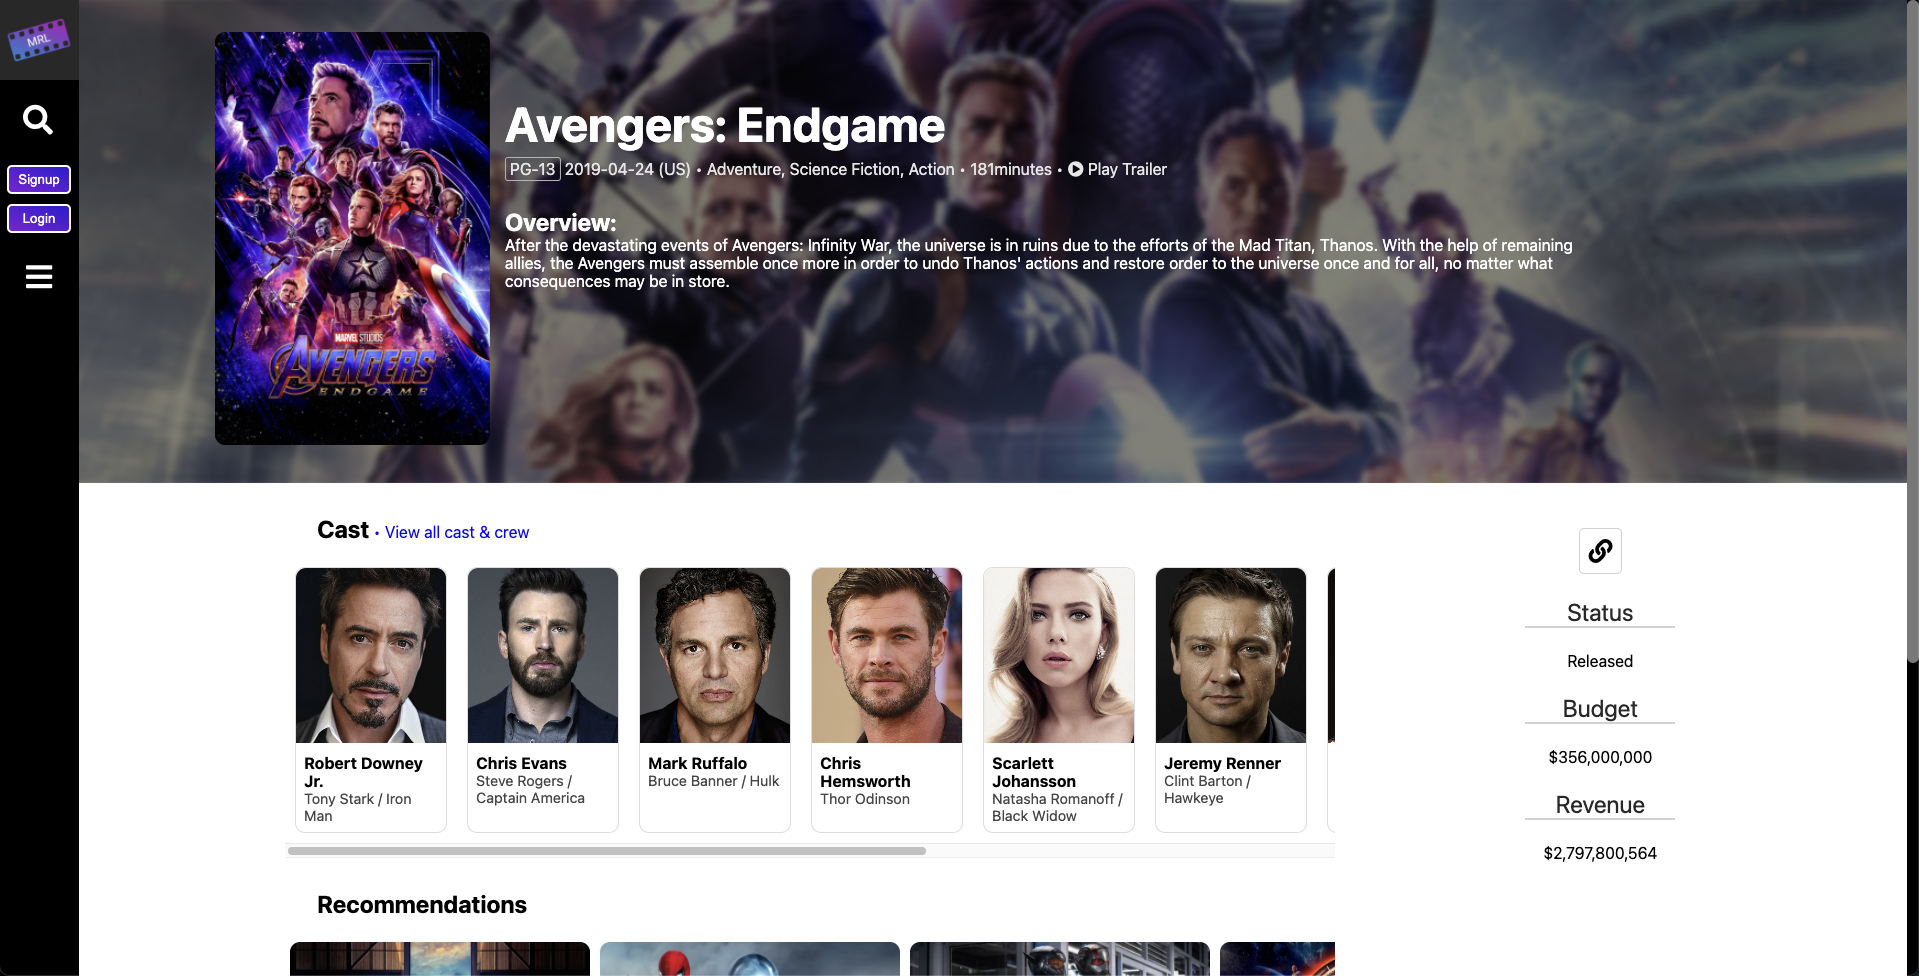 MRL
Signup
Login
MARVEL STUDIOS
AVENGERS
ENDGAME
Avengers: Endgame
PG-13 2019-04-24 (US) • Adventure, Science Fiction, Action • 181minutes • Play Trailer
Overview:
After the devastating events of Avengers: Infinity War, the universe is in ruins due to the efforts of the Mad Titan, Thanos. With the help of remaining
allies, the Avengers must assemble once more in order to undo Thanos' actions and restore order to the universe once and for all, no matter what
consequences may be in store.
Cast • View all cast & crew
Robert Downey
Jr.
Tony Stark / Iron
Man
Chris Evans
Steve Rogers /
Captain America
Mark Ruffalo
Bruce Banner / Hulk
Chris
Hemsworth
Thor Odinson
Scarlett
Johansson
Natasha Romanoff /
Black Widow
Jeremy Renner
Clint Barton /
Hawkeye
Status
Released
Budget
$356,000,000
Revenue
$2,797,800,564
Recommendations